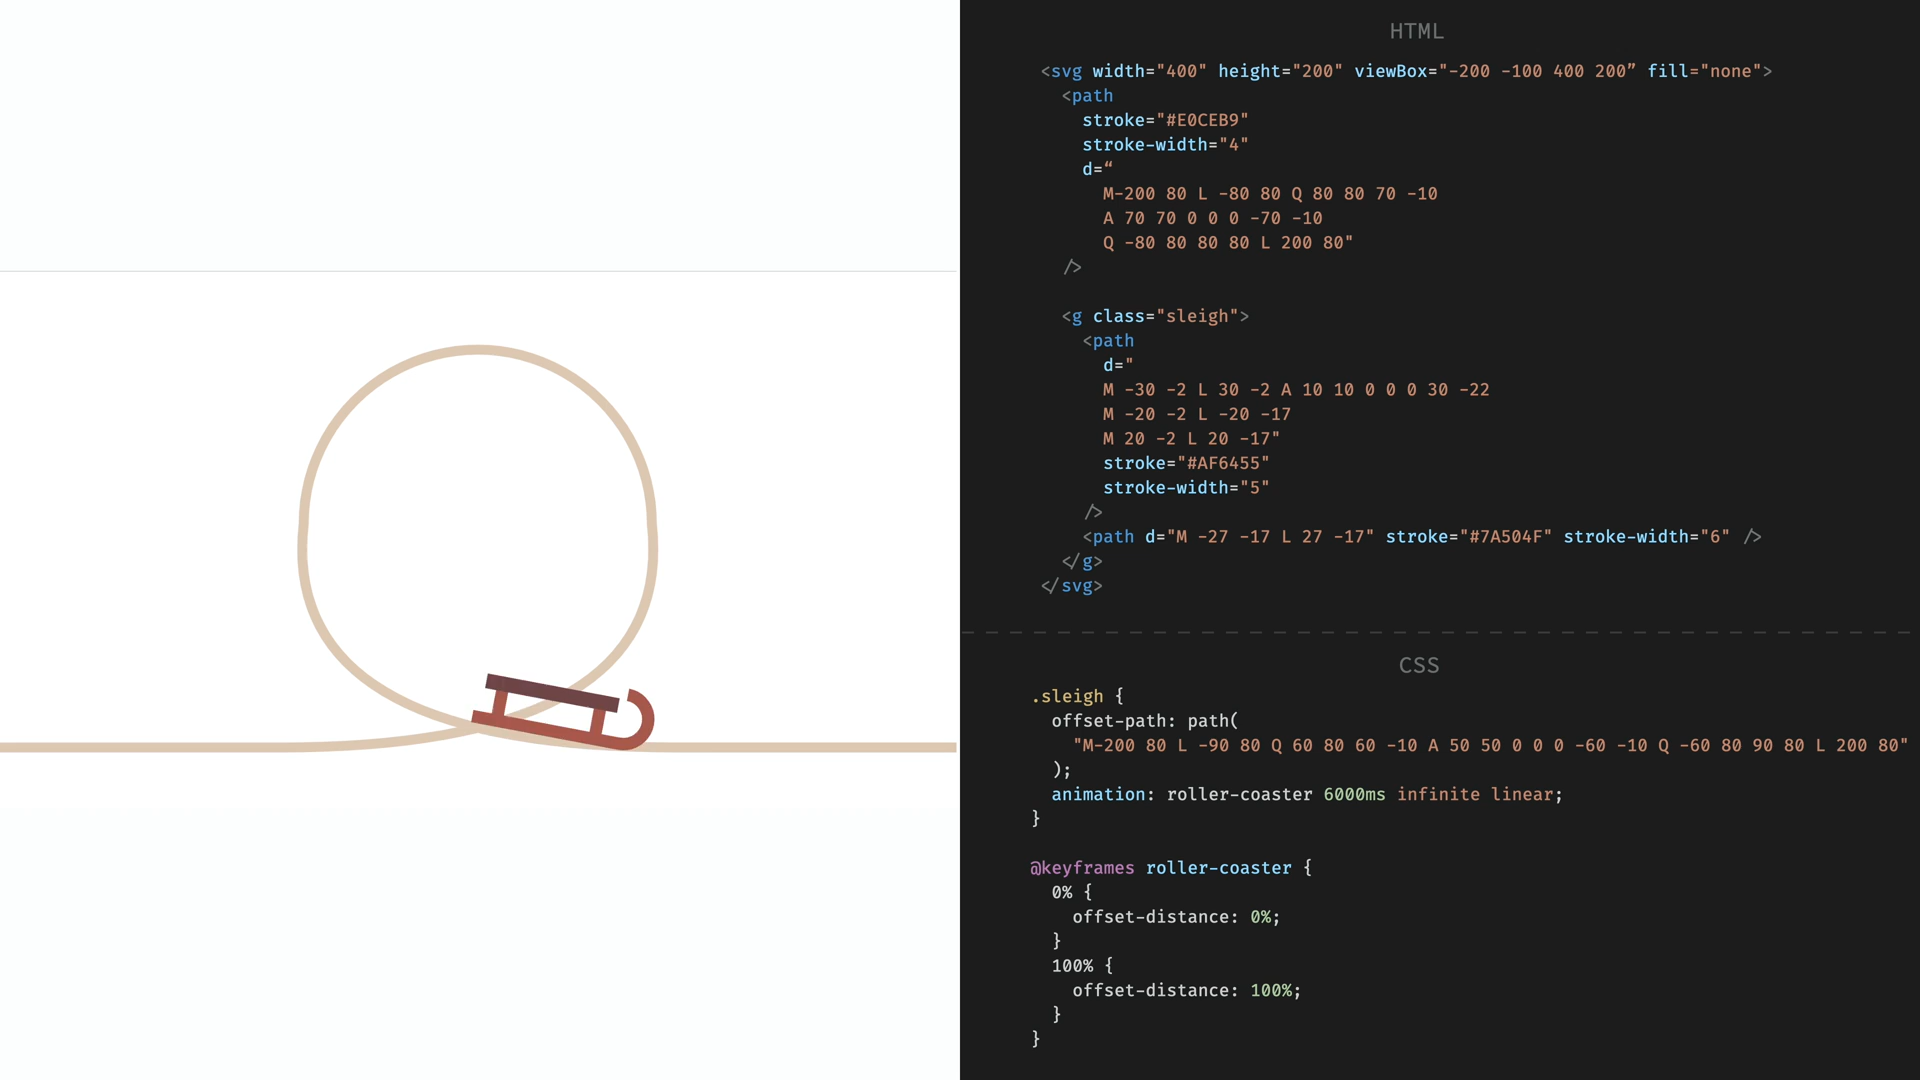 HTML
<svg width="400" height="200" viewBox="-200 -100 400 200” fill="none">
<path
stroke="#E0CEB9"
stroke-width="4"
d=“
M-200 80 L -80 80 Q 80 80 70 -10
A 70 70 0 0 0 -70 -10
Q -80 80 80 80 L 200 80"
/>
<g class="sleigh">
<path
d="
M -30 -2 L 30 -2 A 10 10 0 0 0 30 -22
M -20 -2 L -20 -17
M 20 -2 L 20 -17"
stroke="#AF6455"
stroke-width="5"
/>
<path d="M -27 -17 L 27 -17" stroke="#7A504F" stroke-width="6" />
</g>
</svg>
CSS
.sleigh {
offset-path: path(
"M-200 80 L -90 80 Q 60 80 60 -10 A 50 50 0 0 0 -60 -10 Q -60 80 90 80 L 200 80"
);
animation: roller-coaster 6000ms infinite linear;
}
@keyframes roller-coaster {
0% {
offset-distance: 0%;
}
100% {
offset-distance: 100%;
}
}